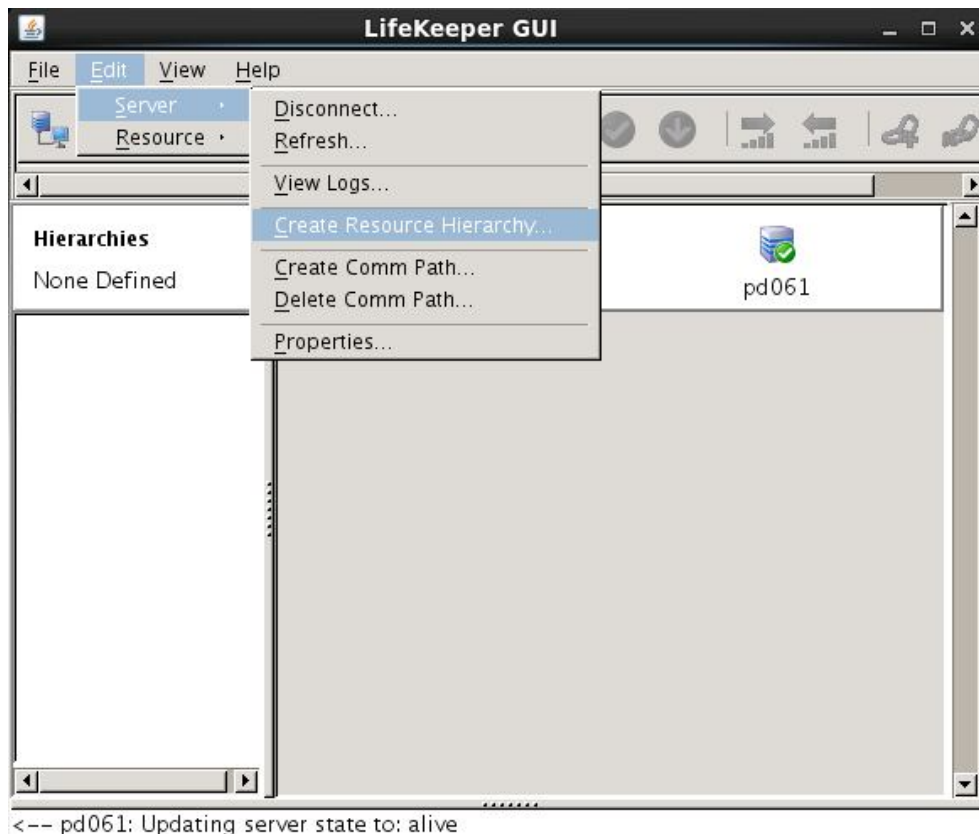 LifeKeeper GUI
File Edit View Help
Server
Resource
Disconnect...
Refresh...
View Logs...
Create Resource Hierarchy...
Create Comm Path...
Delete Comm Path...
Properties...
Hierarchies
None Defined
pd061
<-- pd061: Updating server state to: alive